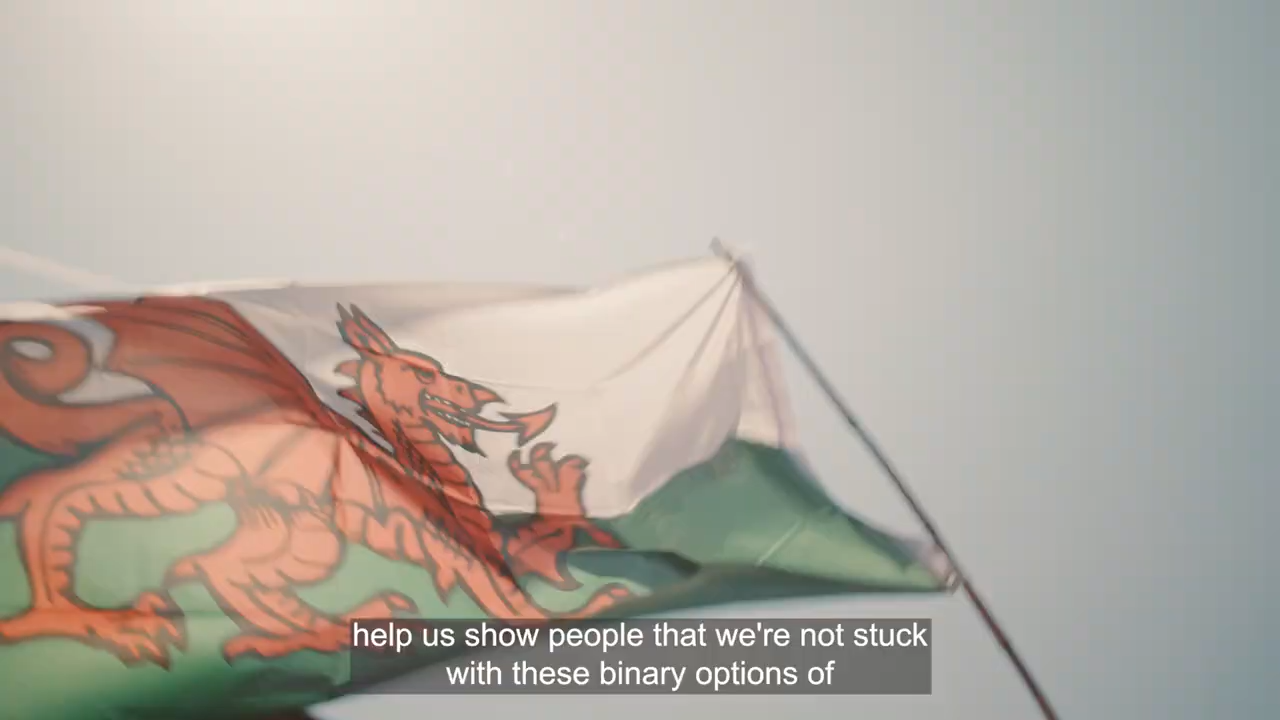 help us show people that we're not stuck
with these binary options of